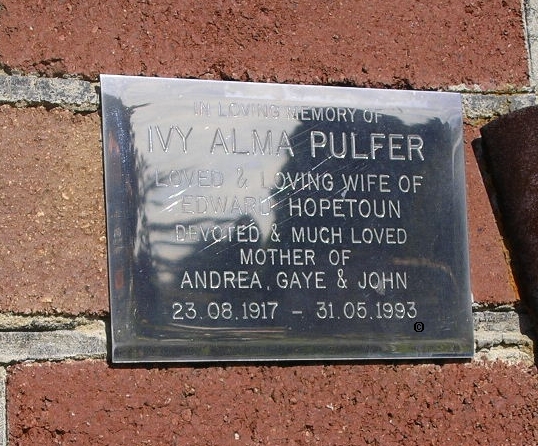 IN LOVING MEMORY OF
IVY ALMA PULFER
LOVED & LOVING WIFE OF
EDWARD HOPETOUN
DEVOTED & MUCH LOVED
MOTHER OF
ANDREA, GAYE & JOHN
23.08.1917 - 31.05.1993
©